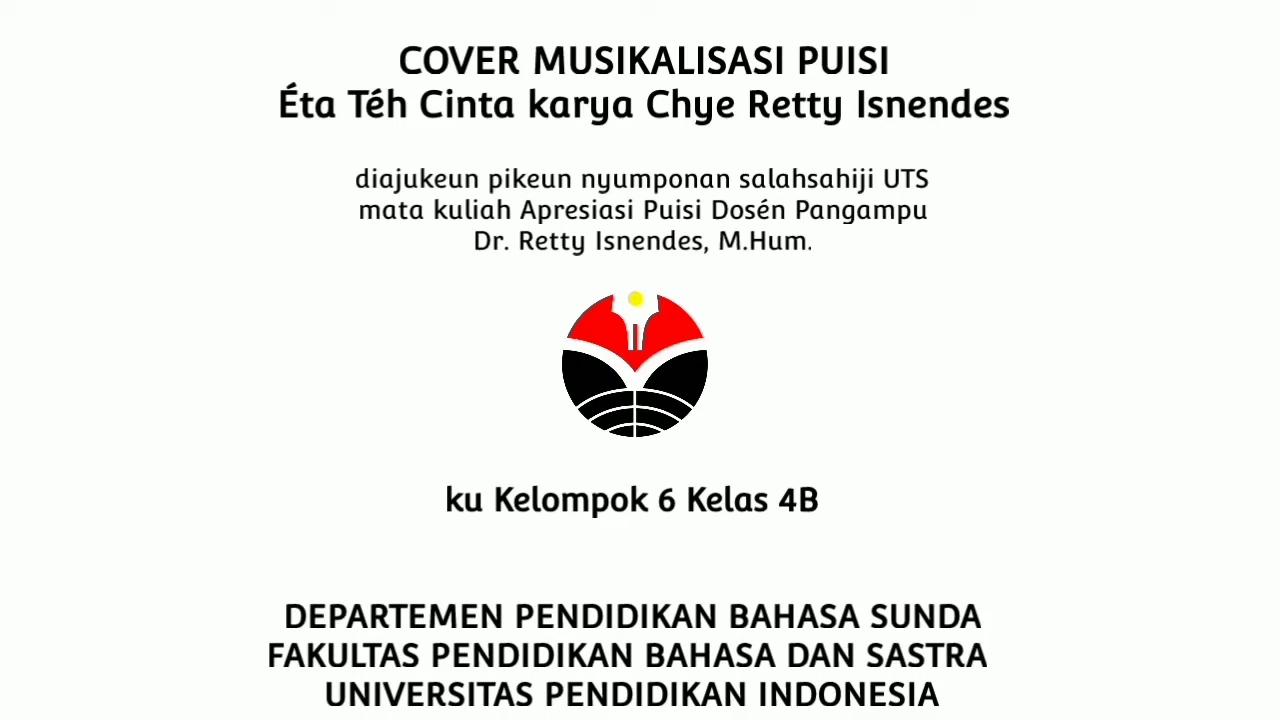 COVER MUSIKALISASI PUISI
Éta Téh Cinta karya Chye Retty Isnendes
diajukeun pikeun nyumponan salahsahiji UTS
mata kuliah Apresiasi Puisi Dosén Pangampu
Dr. Retty Isnendes, M.Hum.
ku Kelompok 6 Kelas 4B
DEPARTEMEN PENDIDIKAN BAHASA SUNDA
FAKULTAS PENDIDIKAN BAHASA DAN SASTRA
UNIVERSITAS PENDIDIKAN INDONESIA